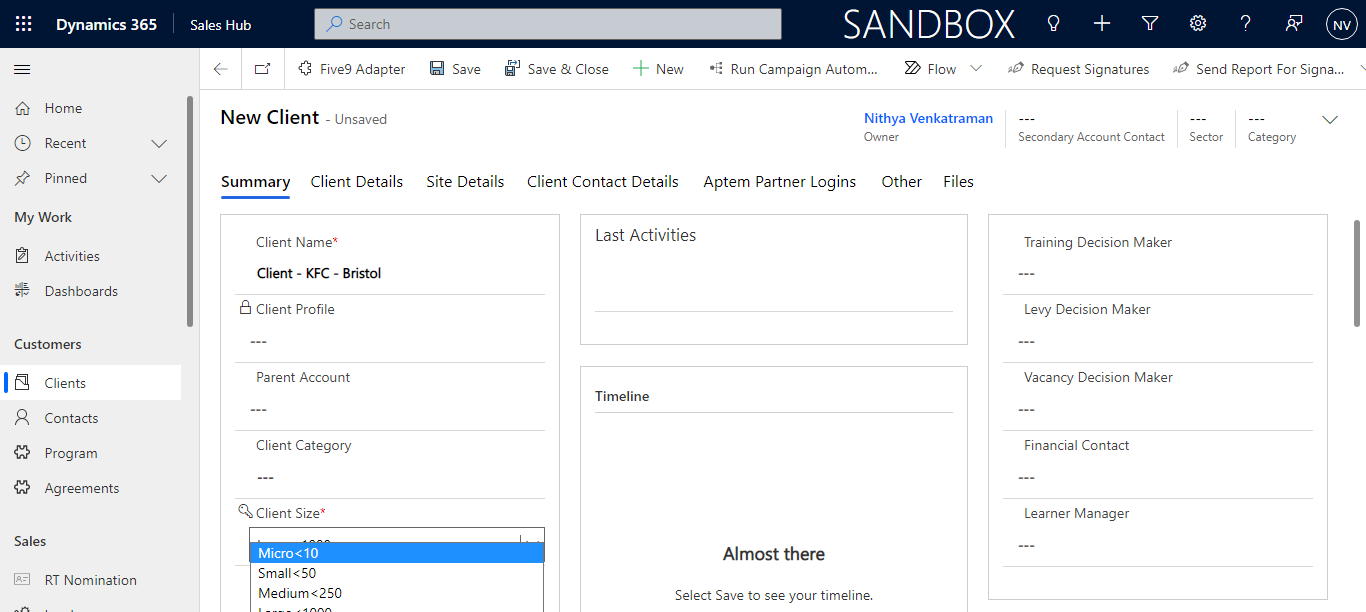 Dynamics 365
Sales Hub
Search
SANDBOX
NV
Five9 Adapter
Save
Save & Close
New
Run Campaign Autom...
Flow
Request Signatures
Send Report For Signa...
Home
Recent
Pinned
My Work
Activities
Dashboards
Customers
Clients
Contacts
Program
Agreements
Sales
RT Nomination
New Client - Unsaved
Nithya Venkatraman
Owner
---
Secondary Account Contact
---
Sector
---
Category
Summary
Client Details
Site Details
Client Contact Details
Aptem Partner Logins
Other
Files
Client Name*
Client - KFC - Bristol
Client Profile
---
Parent Account
---
Client Category
---
Client Size*
Micro<10
Small<50
Medium<250
Large<1000
Last Activities
Timeline
Almost there
Select Save to see your timeline.
Training Decision Maker
---
Levy Decision Maker
---
Vacancy Decision Maker
---
Financial Contact
---
Learner Manager
---